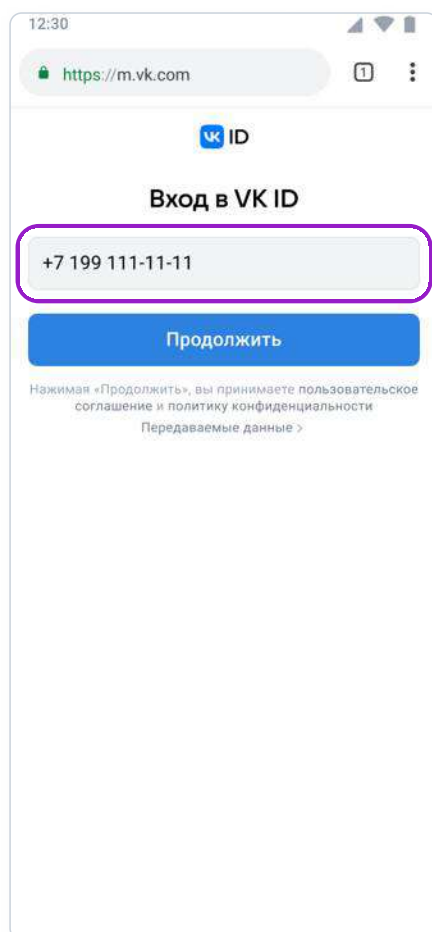 12:30
https://m.vk.com
1
VK ID
Вход в VK ID
+7 199 111-11-11
Продолжить
Нажимая «Продолжить», вы принимаете пользовательское
соглашение и политику конфиденциальности
Передаваемые данные >